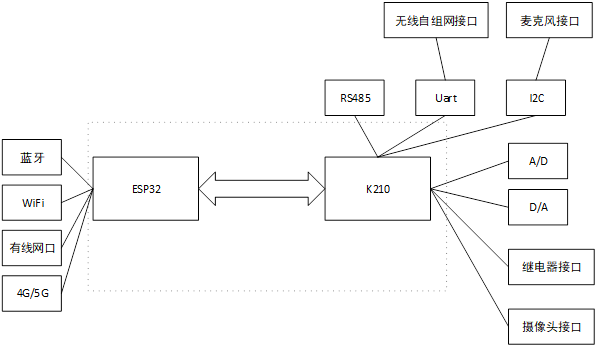 无线自组网接口
麦克风接口
RS485
Uart
I2C
蓝牙
ESP32
K210
A/D
WiFi
D/A
有线网口
继电器接口
4G/5G
摄像头接口